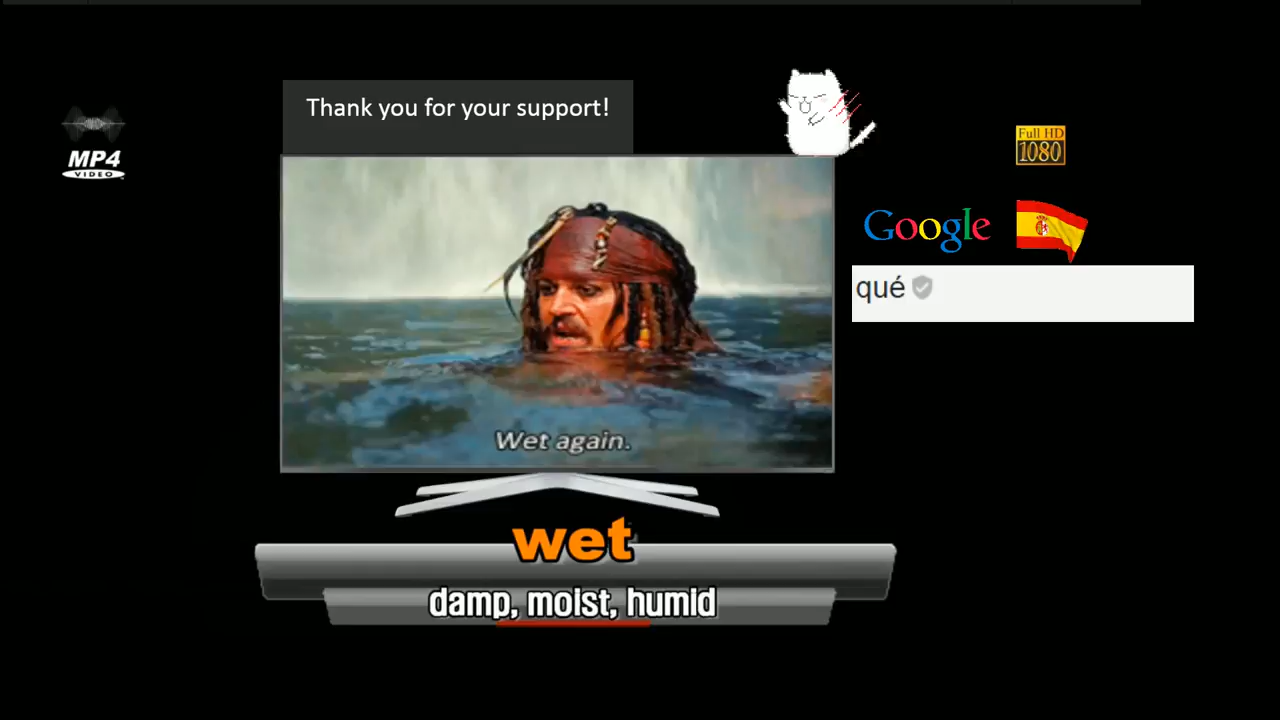 Thank you for your support!
MP4
VIDEO
Full HD
1080
Google
qué
Wet again.
wet
damp, moist, humid